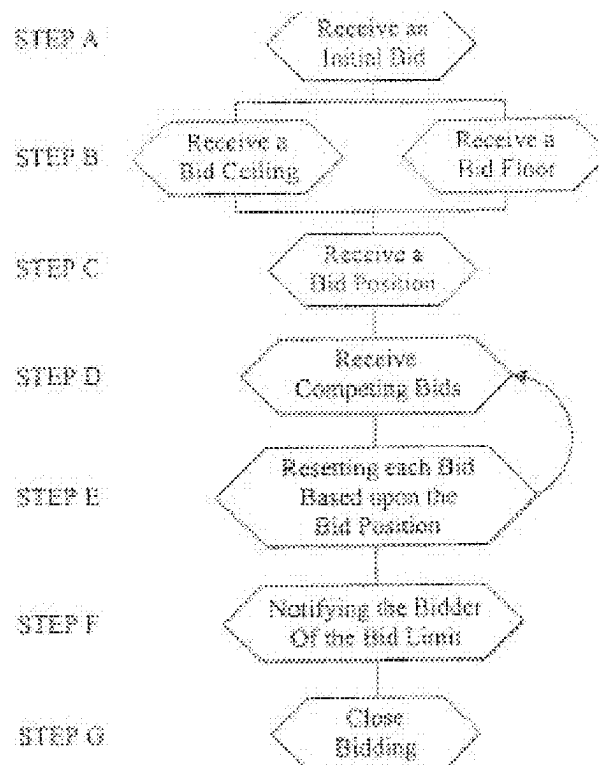 STEP A
Receive an
Initial Bid
STEP B
Receive a
Bid Ceiling
Receive a
Bid Floor
STEP C
Receive a
Bid Position
STEP D
Receive
Competing Bids
STEP E
Resetting each Bid
Based upon the
Bid Position
STEP F
Notifying the Bidder
Of the Bid Limit
STEP G
Close
Bidding